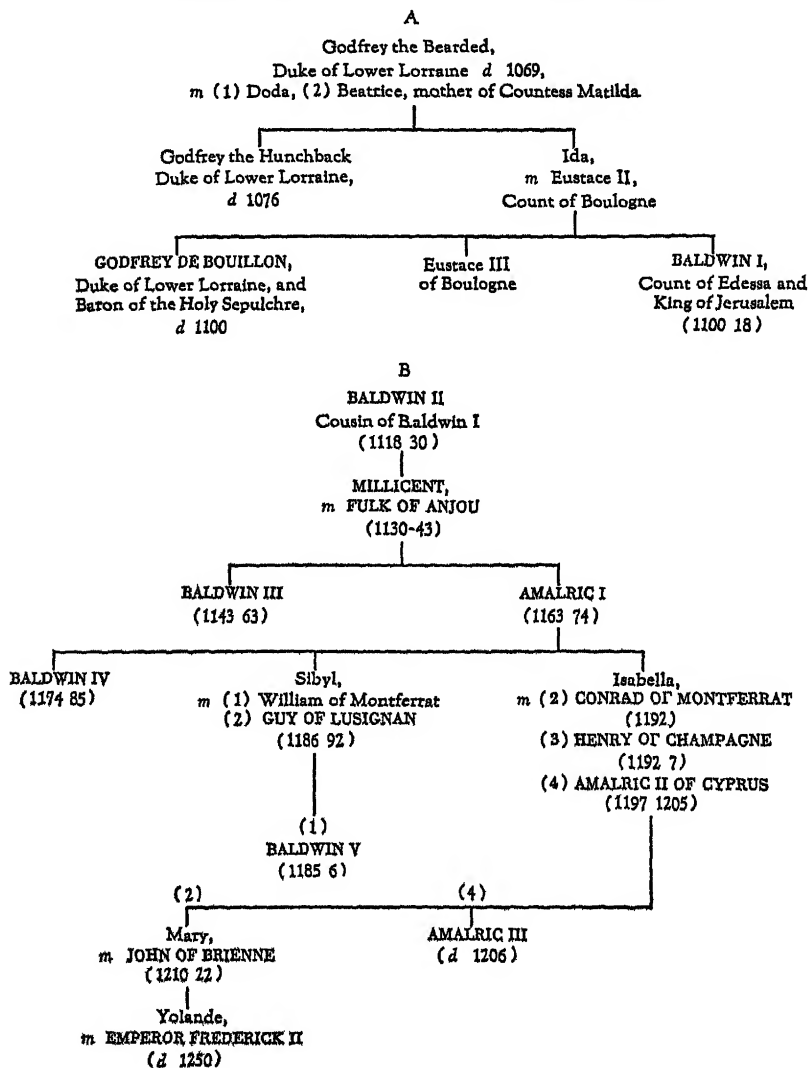 A
Godfrey the Bearded,
Duke of Lower Lorraine d 1069,
m (1) Doda, (2) Beatrice, mother of Countess Matilda
Godfrey the Hunchback
Duke of Lower Lorraine,
d 1076
Ida,
m Eustace II,
Count of Boulogne
GODFREY DE BOUILLON,
Duke of Lower Lorraine, and
Baron of the Holy Sepulchre,
d 1100
Eustace III
of Boulogne
BALDWIN I,
Count of Edessa and
King of Jerusalem
(1100 18)
B
BALDWIN II
Cousin of Baldwin I
(1118 30)
MILLICENT,
m FULK OF ANJOU
(1130-43)
BALDWIN III
(1143 63)
AMALRIC I
(1163 74)
BALDWIN IV
(1174 85)
Sibyl,
m (1) William of Montferrat
(2) GUY OF LUSIGNAN
(1186 92)
Isabella,
m (2) CONRAD OF MONTFERRAT
(1192)
(3) HENRY OF CHAMPAGNE
(1192 7)
(4) AMALRIC II OF CYPRUS
(1197 1205)
(1)
BALDWIN V
(1185 6)
(2)
Mary,
m JOHN OF BRIENNE
(1210 22)
(4)
AMALRIC III
(d 1206)
Yolande,
m EMPEROR FREDERICK II
(d 1250)